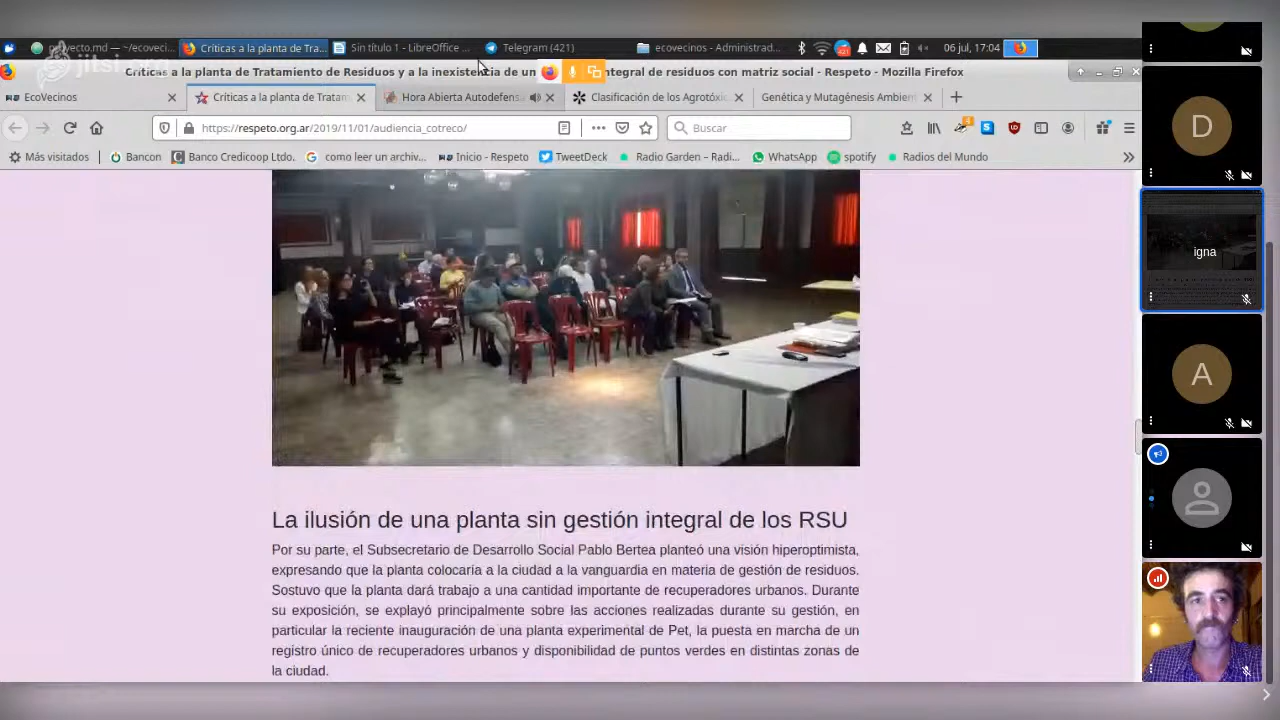 proyecto.md — ~/ecoveci...
Críticas a la planta de Tra...
Sin título 1 - LibreOffice ...
Telegram (421)
ecovecinos – Administrad...
421
06 jul, 17:04
jitsi.org
Críticas a la planta de Tratamiento de Residuos y a la inexistencia de un integral de residuos con matriz social - Respeto - Mozilla Firefox
EcoVecinos
Críticas a la planta de Tratam
Hora Abierta Autodefens
Clasificación de los Agrotóxic
Genética y Mutagénesis Ambien
https://respeto.org.ar/2019/11/01/audiencia_cotreco/
Buscar
4
Más visitados
Bancon
Banco Credicoop Ltdo.
como leer un archiv...
Inicio - Respeto
TweetDeck
Radio Garden – Radi...
WhatsApp
spotify
Radios del Mundo
D
igna
A
La ilusión de una planta sin gestión integral de los RSU
Por su parte, el Subsecretario de Desarrollo Social Pablo Bertea planteó una visión hiperoptimista,
expresando que la planta colocaría a la ciudad a la vanguardia en materia de gestión de residuos.
Sostuvo que la planta dará trabajo a una cantidad importante de recuperadores urbanos. Durante
su exposición, se explayó principalmente sobre las acciones realizadas durante su gestión, en
particular la reciente inauguración de una planta experimental de Pet, la puesta en marcha de un
registro único de recuperadores urbanos y disponibilidad de puntos verdes en distintas zonas de
la ciudad.